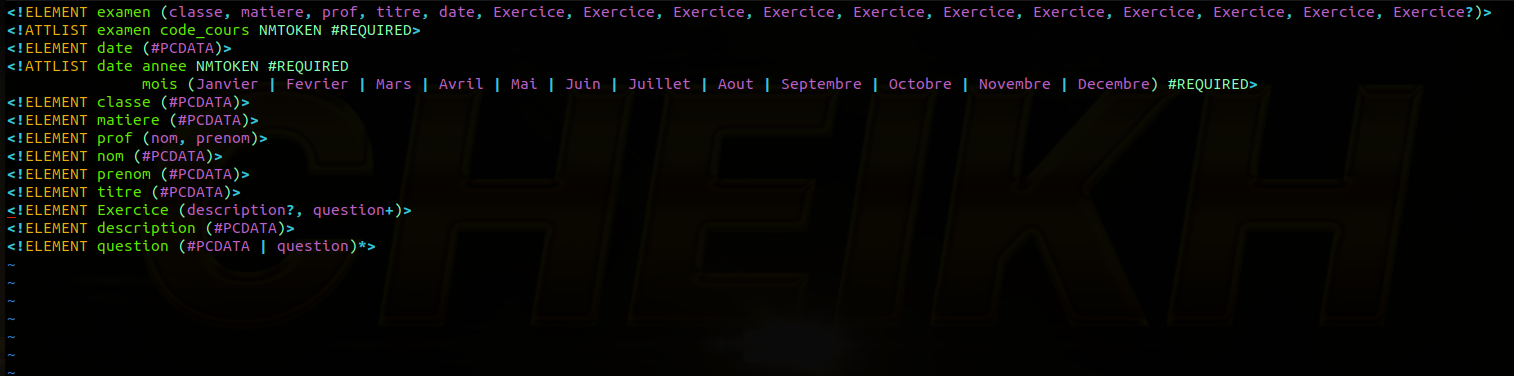 <!ELEMENT examen (classe, matiere, prof, titre, date, Exercice, Exercice, Exercice, Exercice, Exercice, Exercice, Exercice, Exercice, Exercice, Exercice, Exercice?)>
<!ATTLIST examen code_cours NMTOKEN #REQUIRED>
<!ELEMENT date (#PCDATA)>
<!ATTLIST date annee NMTOKEN #REQUIRED
mois (Janvier | Fevrier | Mars | Avril | Mai | Juin | Juillet | Aout | Septembre | Octobre | Novembre | Decembre) #REQUIRED>
<!ELEMENT classe (#PCDATA)>
<!ELEMENT matiere (#PCDATA)>
<!ELEMENT prof (nom, prenom)>
<!ELEMENT nom (#PCDATA)>
<!ELEMENT prenom (#PCDATA)>
<!ELEMENT titre (#PCDATA)>
<!ELEMENT Exercice (description?, question+)>
<!ELEMENT description (#PCDATA)>
<!ELEMENT question (#PCDATA | question)*>
~
~
~
~
~
~
~
CHEIKH